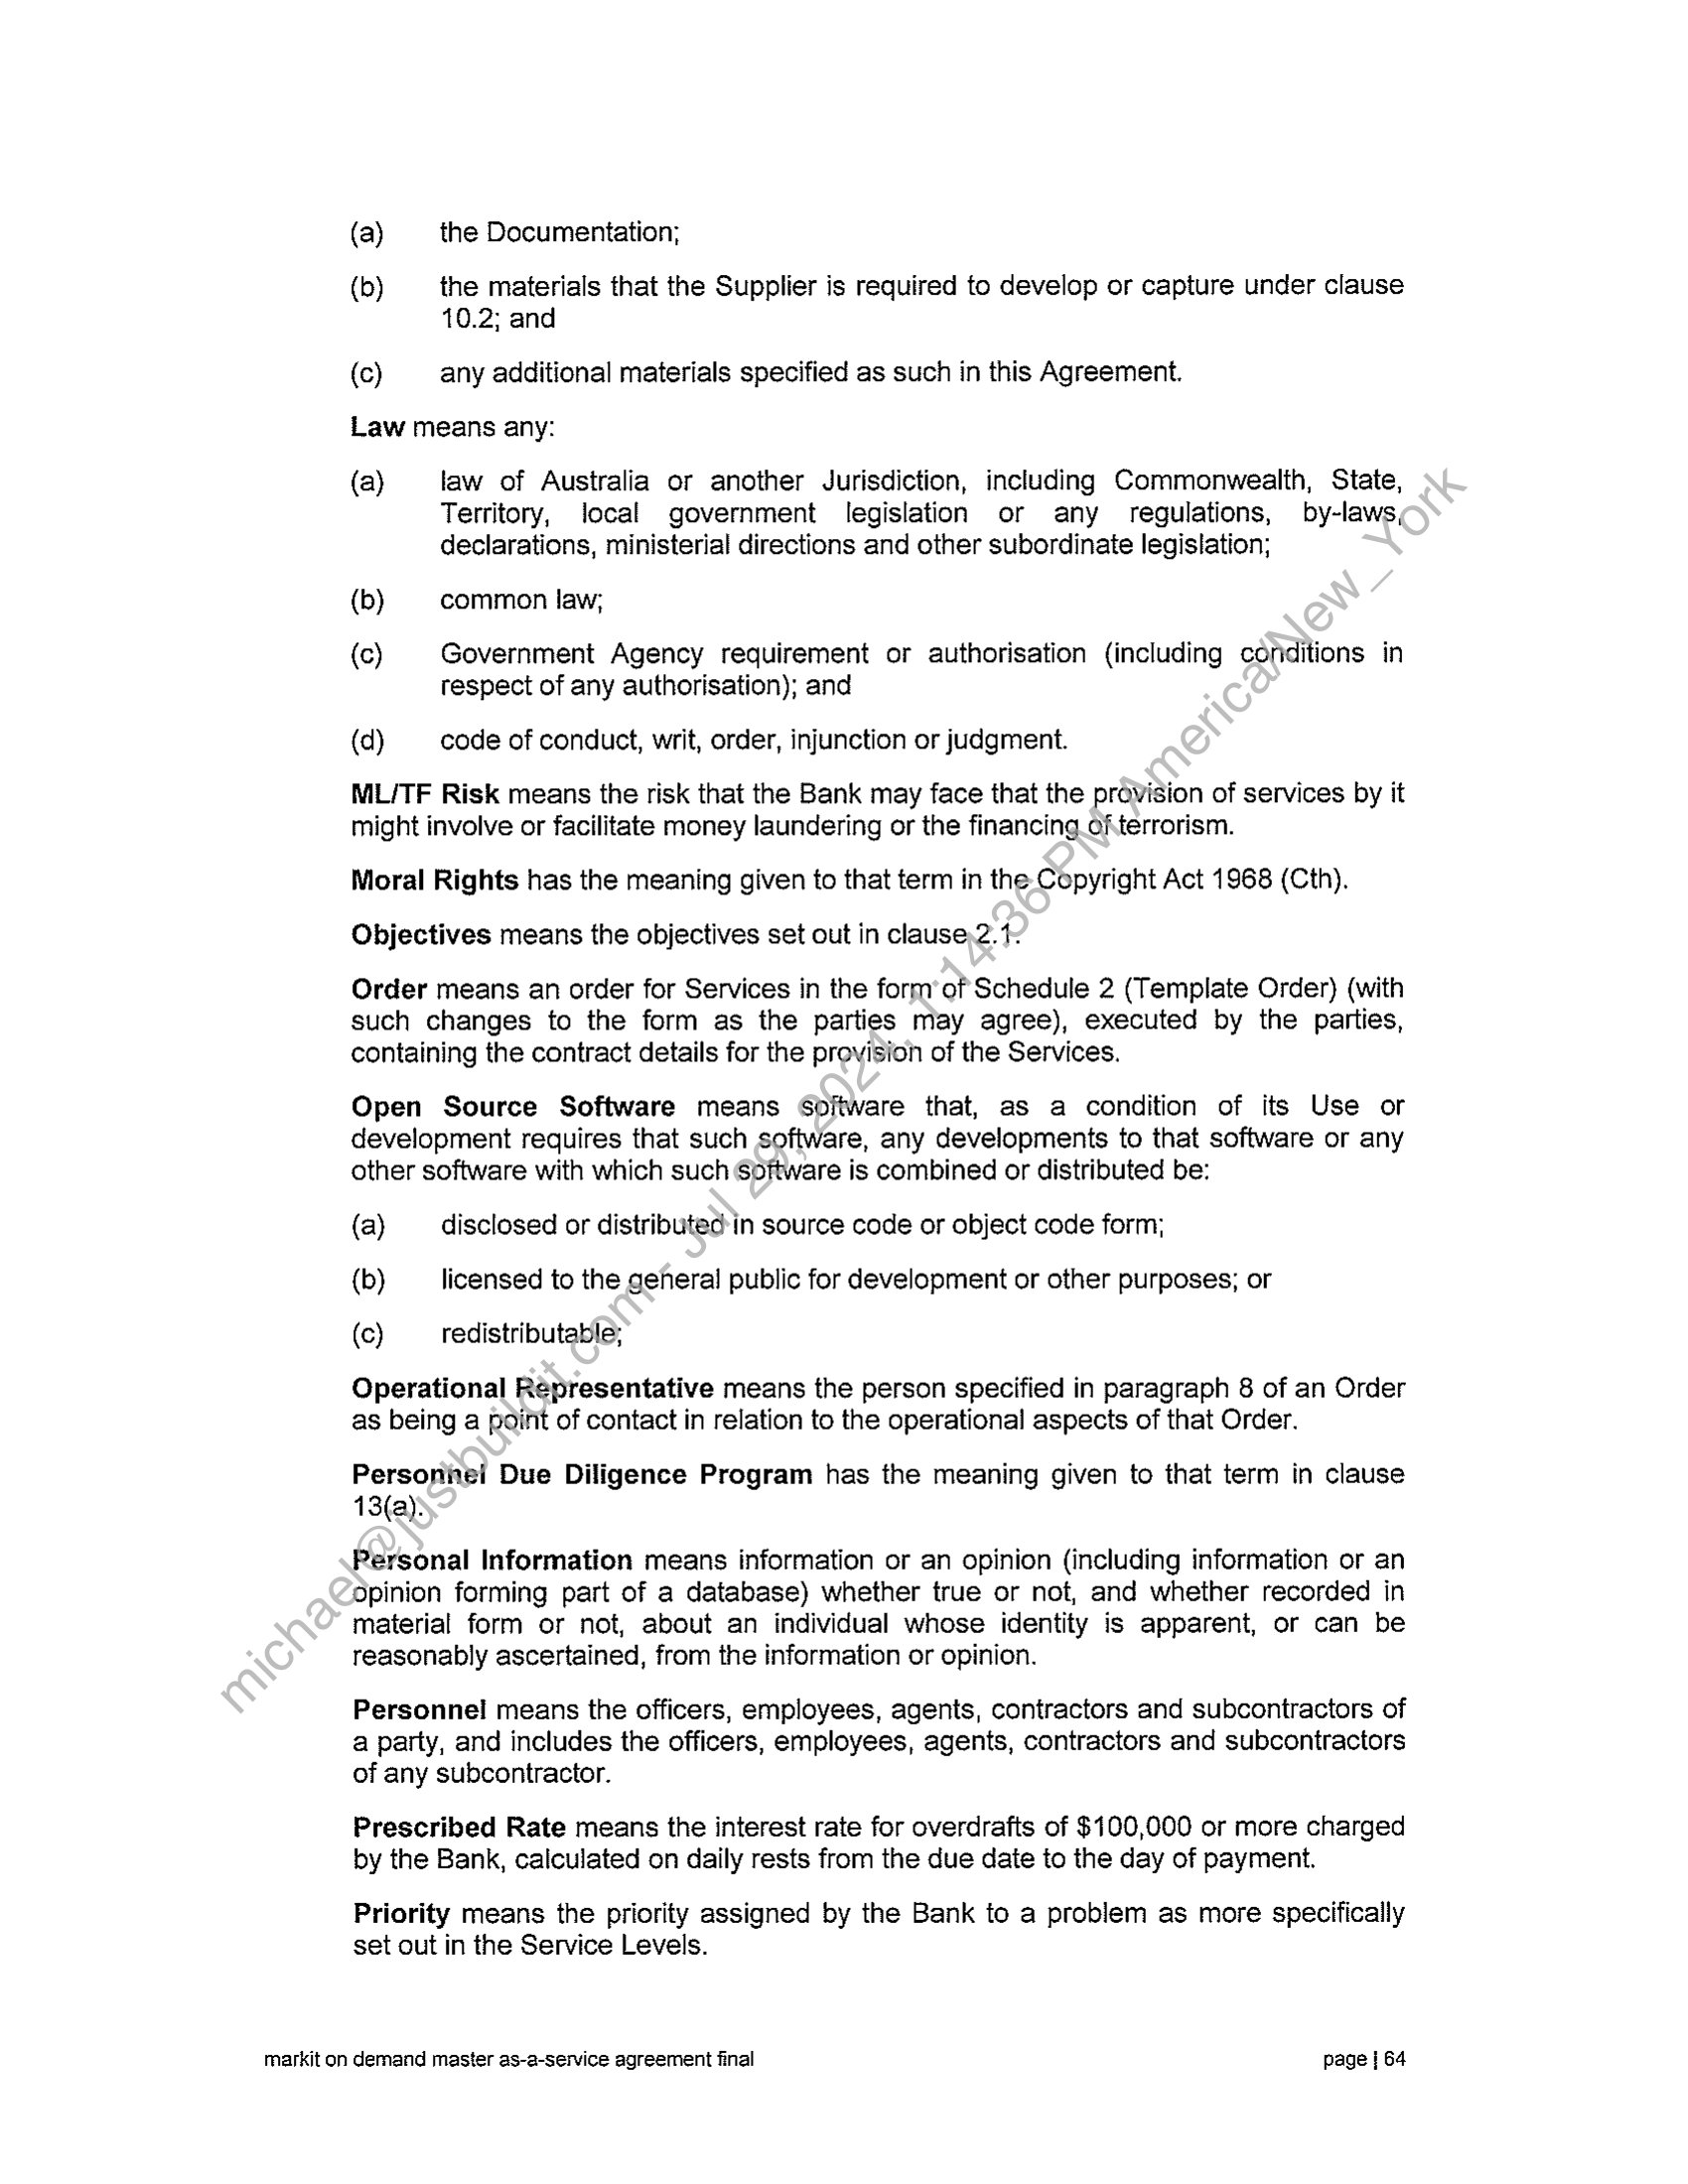 (a) the Documentation;
(b) the materials that the Supplier is required to develop or capture under clause
10.2; and
(c) any additional materials specified as such in this Agreement.
Law means any:
(a) law of Australia or another Jurisdiction, including Commonwealth, State,
Territory, local government legislation or any regulations, by-laws,
declarations, ministerial directions and other subordinate legislation;
(b) common law;
(c) Government Agency requirement or authorisation (including conditions in
respect of any authorisation); and
(d) code of conduct, writ, order, injunction or judgment.
ML/TF Risk means the risk that the Bank may face that the provision of services by it
might involve or facilitate money laundering or the financing of terrorism.
Moral Rights has the meaning given to that term in the Copyright Act 1968 (Cth).
Objectives means the objectives set out in clause 2.1.
Order means an order for Services in the form of Schedule 2 (Template Order) (with
such changes to the form as the parties may agree), executed by the parties,
containing the contract details for the provision of the Services.
Open Source Software means software that, as a condition of its Use or
development requires that such software, any developments to that software or any
other software with which such software is combined or distributed be:
(a) disclosed or distributed in source code or object code form;
(b) licensed to the general public for development or other purposes; or
(c) redistributable;
Operational Representative means the person specified in paragraph 8 of an Order
as being a point of contact in relation to the operational aspects of that Order.
Personnel Due Diligence Program has the meaning given to that term in clause
13(a).
Personal Information means information or an opinion (including information or an
opinion forming part of a database) whether true or not, and whether recorded in
material form or not, about an individual whose identity is apparent, or can be
reasonably ascertained, from the information or opinion.
Personnel means the officers, employees, agents, contractors and subcontractors of
a party, and includes the officers, employees, agents, contractors and subcontractors
of any subcontractor.
Prescribed Rate means the interest rate for overdrafts of $100,000 or more charged
by the Bank, calculated on daily rests from the due date to the day of payment.
Priority means the priority assigned by the Bank to a problem as more specifically
set out in the Service Levels.
markit on demand master as-a-service agreement final page | 64
michael@justbuildit.com - Jul 29, 2024, 1:14:36 PM America/New_York